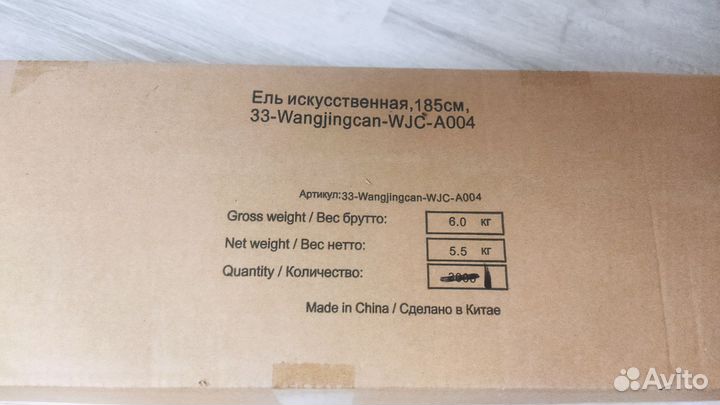 Ель искусственная,185см,
33-Wangjingcan-WJC-A004
Артикул:33-Wangjingcan-WJC-A004
Gross weight / Вес брутто: 6.0 кг
Net weight / Вес нетто: 5.5 кг
Quantity / Количество:
Made in China / Сделано в Китае
Avito